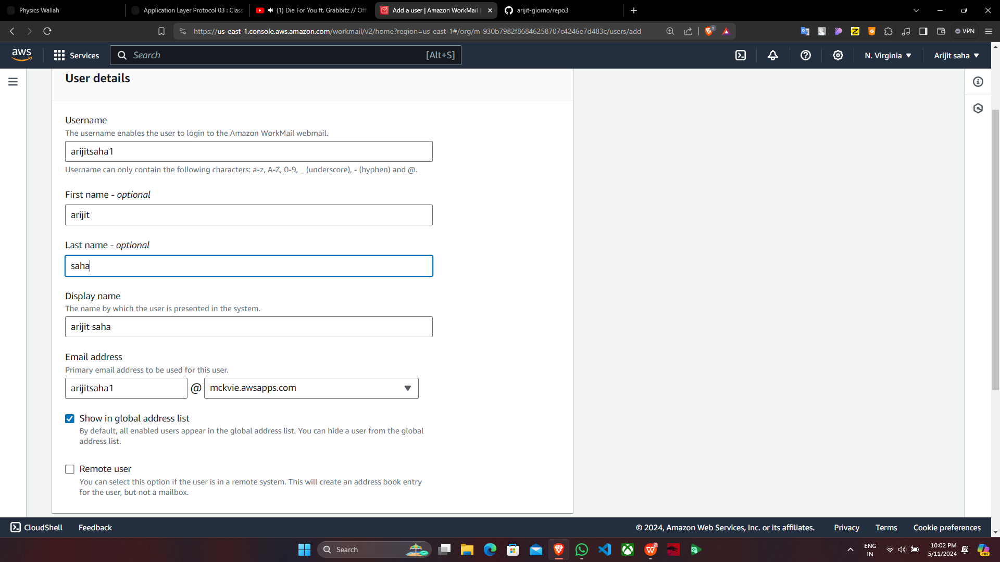 Physics Wallah
Application Layer Protocol 03 : Class
(1) Die For You ft. Grabbitz // Off
Add a user | Amazon WorkMail
arijit-giorno/repo3
https://us-east-1.console.aws.amazon.com/workmail/v2/home?region=us-east-1#/org/m-930b7982f86846258707c4246e7d483c/users/add
1
VPN
aws
Services
Search
[Alt+S]
N. Virginia
Arijit saha
User details
Username
The username enables the user to login to the Amazon WorkMail webmail.
arijitsaha1
Username can only contain the following characters: a-z, A-Z, 0-9, _ (underscore), - (hyphen) and @.
First name - optional
arijit
Last name - optional
saha
Display name
The name by which the user is presented in the system.
arijit saha
Email address
Primary email address to be used for this user.
arijitsaha1 @ mckvie.awsapps.com
Show in global address list
By default, all enabled users appear in the global address list. You can hide a user from the global
address list.
Remote user
You can select this option if the user is in a remote system. This will create an address book entry
for the user, but not a mailbox.
CloudShell
Feedback
© 2024, Amazon Web Services, Inc. or its affiliates.
Privacy
Terms
Cookie preferences
Search
ENG
IN
10:02 PM
5/11/2024
PRE